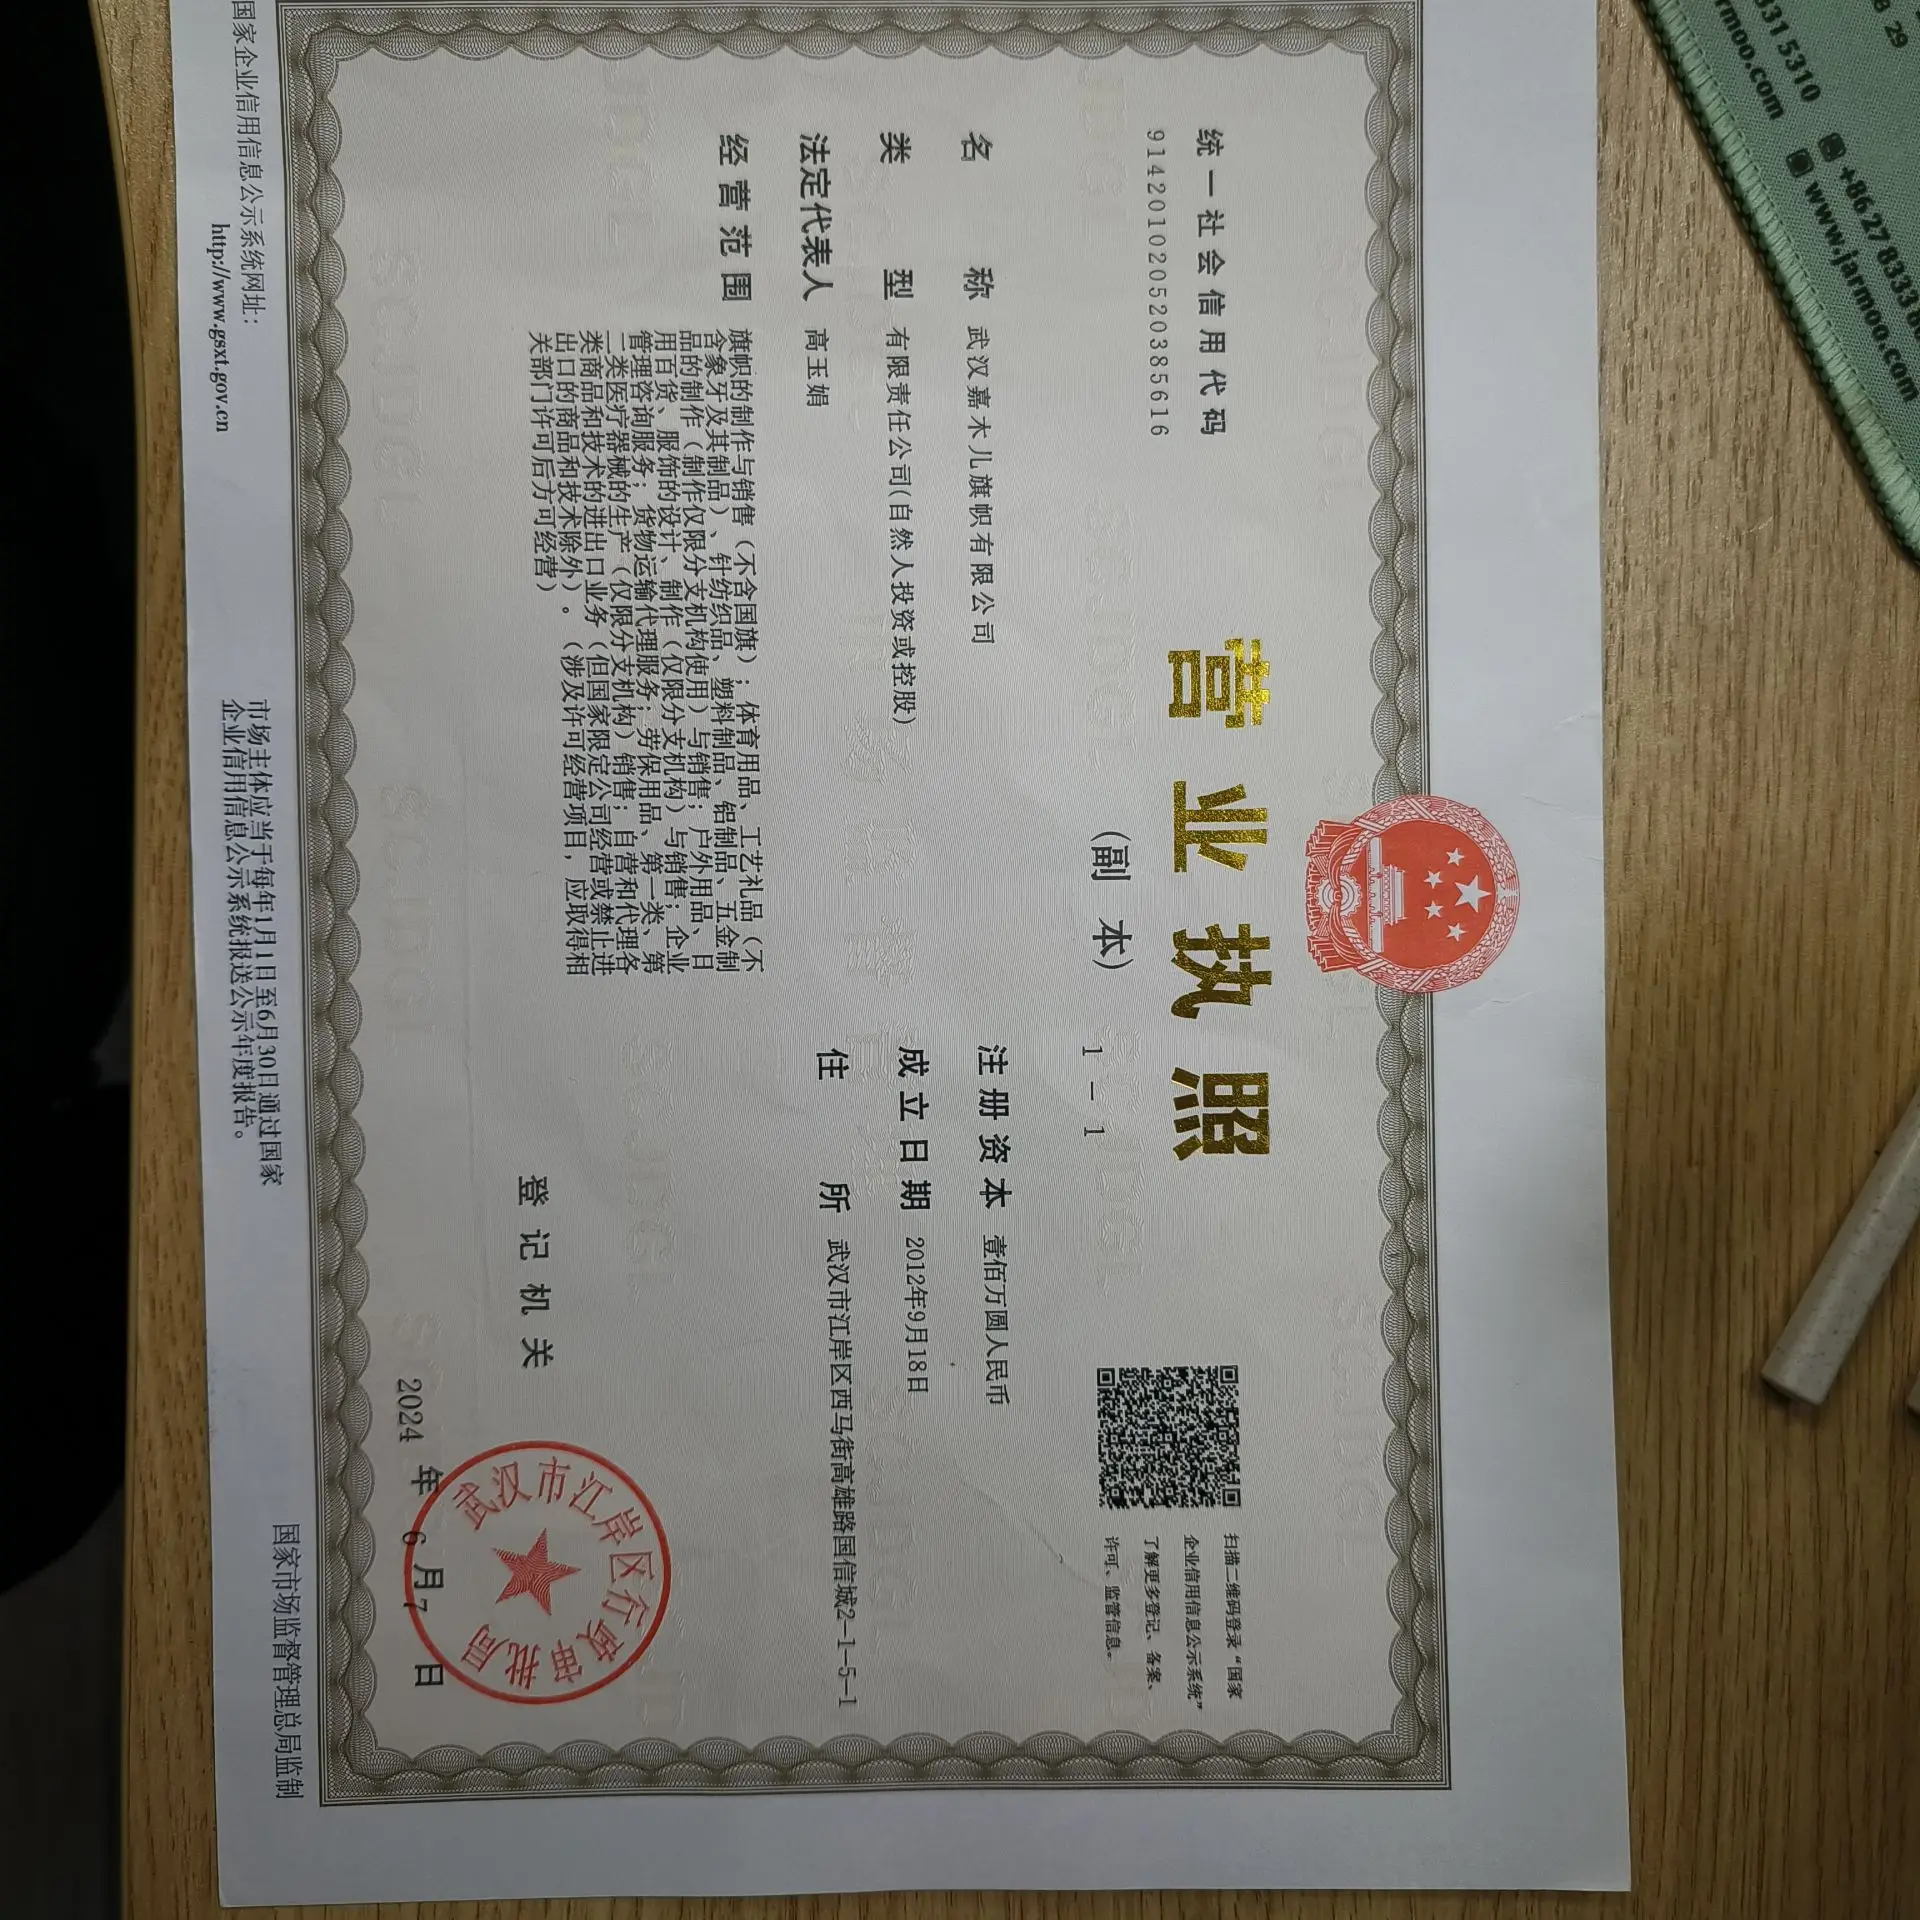 营业执照
(副 本)
1-1
统一社会信用代码
914201020520385616
扫描二维码登录“国家
企业信用信息公示系统”
了解更多登记、备案、
许可、监管信息。
名 称 武汉嘉木儿旗帜有限公司
类 型 有限责任公司(自然人投资或控股)
法定代表人 高玉娟
经营范围 旗帜的制作与销售（不含国旗）；体育用品、工艺礼品（不
含象牙及其制品）、针纺织品、塑料制品、铝制品、五金制
品的制作（制作仅限分支机构使用）与销售；户外用品、日
用百货、服饰的设计、制作（仅限分支机构）与销售；企业
管理咨询服务；货物运输代理服务；劳保用品、第一类、第
二类医疗器械的生产（仅限分支机构）销售；自营和代理各
类商品和技术的进出口业务（但国家限定公司经营或禁止进
出口的商品和技术除外）。（涉及许可经营项目，应取得相
关部门许可后方可经营）
注册资本 壹佰万圆人民币
成立日期 2012年9月18日
住 所 武汉市江岸区西马街高雄路国信城2-1-5-1
登记机关
武汉市江岸区行政审批局
2024 年 6 月 7 日
国家企业信用信息公示系统网址：
http://www.gsxt.gov.cn
市场主体应当于每年1月1日至6月30日通过国家
企业信用信息公示系统报送公示年度报告。
国家市场监督管理总局监制
831 5310
armoo.com
+86 27 8333 8
www.jarmoo.com